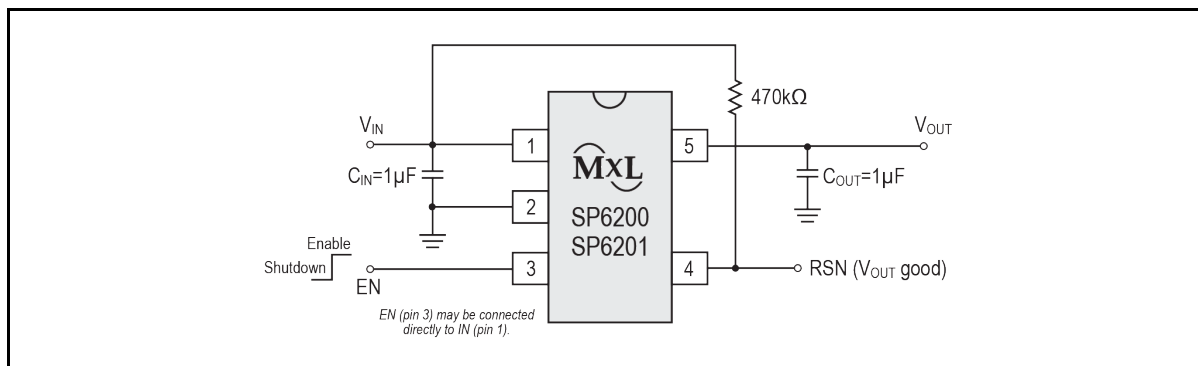 470kΩ
VIN
VOUT
1
5
MxL
CIN=1µF
COUT=1µF
2
SP6200
SP6201
Enable
Shutdown
3
4
RSN (VOUT good)
EN
EN (pin 3) may be connected
directly to IN (pin 1).